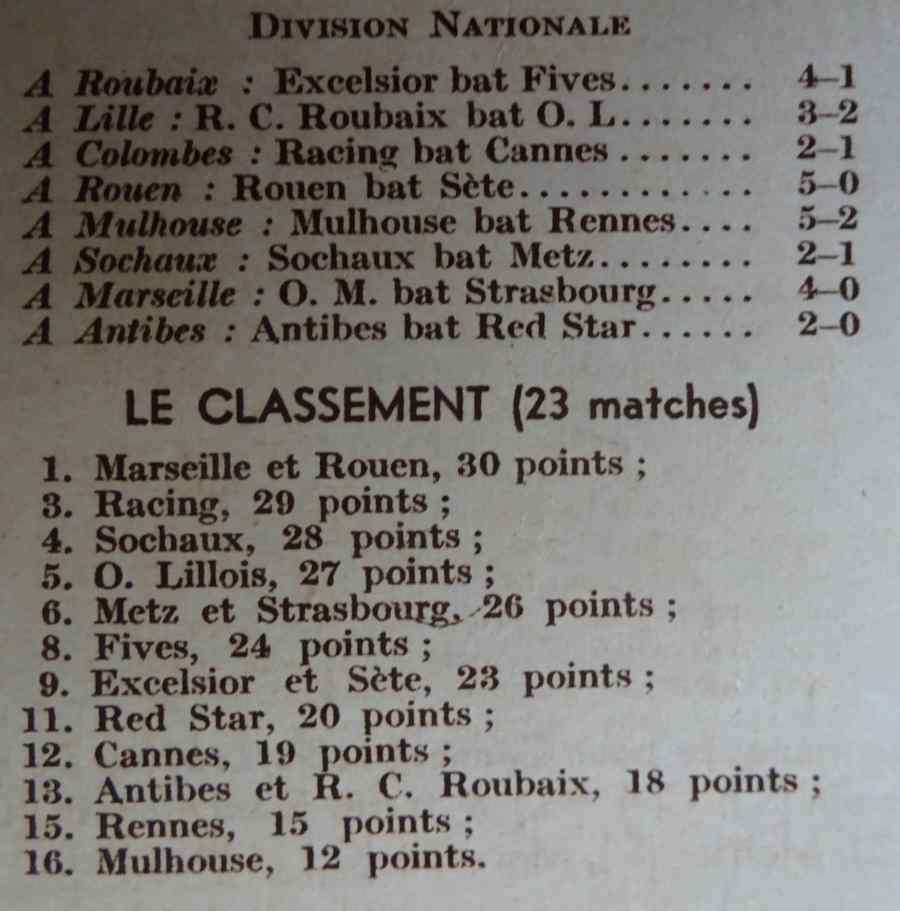 DIVISION NATIONALE
A Roubaix : Excelsior bat Fives....... 4–1
A Lille : R. C. Roubaix bat O. L....... 3–2
A Colombes : Racing bat Cannes ....... 2–1
A Rouen : Rouen bat Sète............ 5–0
A Mulhouse : Mulhouse bat Rennes.... 5–2
A Sochaux : Sochaux bat Metz........ 2–1
A Marseille : O. M. bat Strasbourg..... 4–0
A Antibes : Antibes bat Red Star...... 2–0
LE CLASSEMENT (23 matches)
1. Marseille et Rouen, 30 points ;
3. Racing, 29 points ;
4. Sochaux, 28 points ;
5. O. Lillois, 27 points ;
6. Metz et Strasbourg, 26 points ;
8. Fives, 24 points ;
9. Excelsior et Sète, 23 points ;
11. Red Star, 20 points ;
12. Cannes, 19 points ;
13. Antibes et R. C. Roubaix, 18 points ;
15. Rennes, 15 points ;
16. Mulhouse, 12 points.